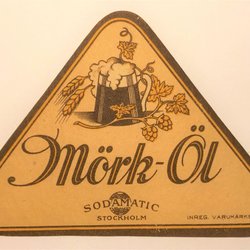 Mörk-Öl
SODAMATIC
STOCKHOLM
INREG. VARUMÄRKE